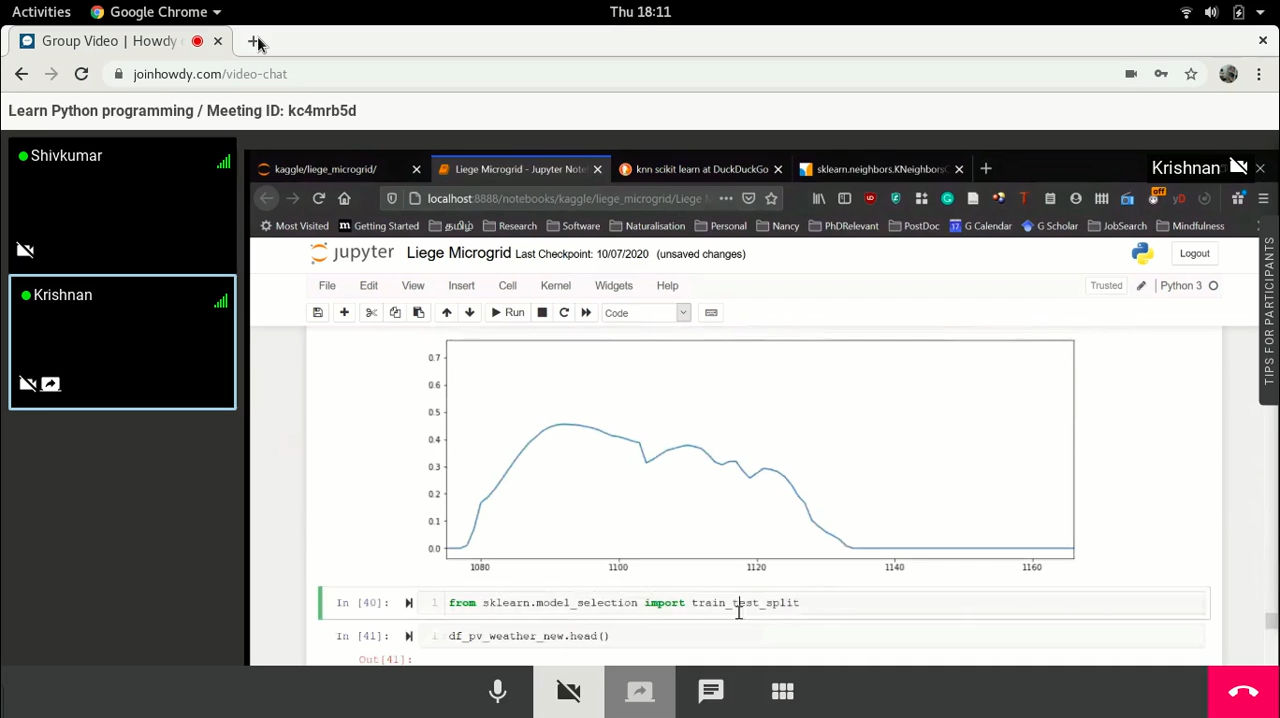 Activities Google Chrome Thu 18:11
Group Video | Howdy
joinhowdy.com/video-chat
Learn Python programming / Meeting ID: kc4mrb5d
Shivkumar
Krishnan
kaggle/liege_microgrid/ Liege Microgrid - Jupyter Note knn scikit learn at DuckDuckGo sklearn.neighbors.KNeighbors Krishnan
localhost:8888/notebooks/kaggle/liege_microgrid/Liege
off
Most Visited Getting Started தமிழ் Research Software Naturalisation Personal Nancy PhDRelevant PostDoc G Calendar G Scholar JobSearch Mindfulness
jupyter Liege Microgrid Last Checkpoint: 10/07/2020 (unsaved changes) Logout
File Edit View Insert Cell Kernel Widgets Help Trusted Python 3
Run Code
TIPS FOR PARTICIPANTS
0.7
0.6
0.5
0.4
0.3
0.2
0.1
0.0
1080 1100 1120 1140 1160
In [40]: 1 from sklearn.model_selection import train_test_split
In [41]: 1 df_pv_weather_new.head()
Out[41]: